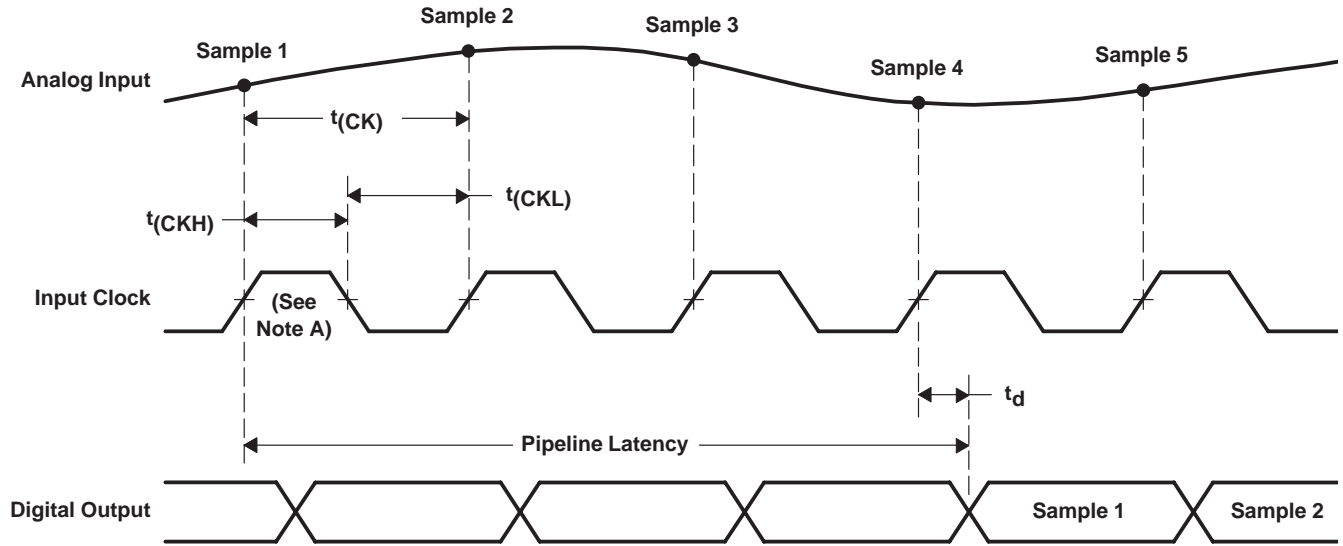 Sample 1
Sample 2
Sample 3
Sample 4
Sample 5
Analog Input
t(CK)
t(CKL)
t(CKH)
Input Clock
(See
Note A)
td
Pipeline Latency
Digital Output
Sample 1
Sample 2